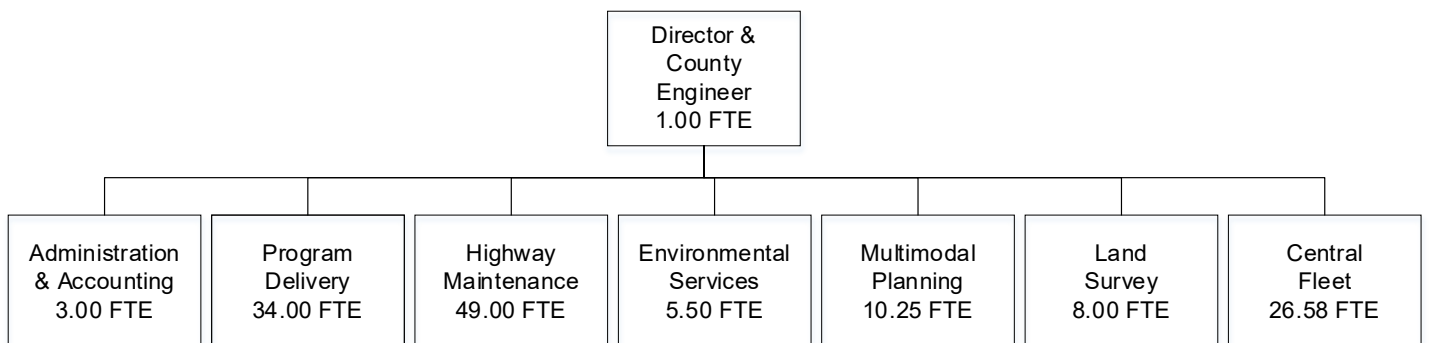 Director &
County
Engineer
1.00 FTE
Administration
& Accounting
3.00 FTE
Program
Delivery
34.00 FTE
Highway
Maintenance
49.00 FTE
Environmental
Services
5.50 FTE
Multimodal
Planning
10.25 FTE
Land
Survey
8.00 FTE
Central
Fleet
26.58 FTE